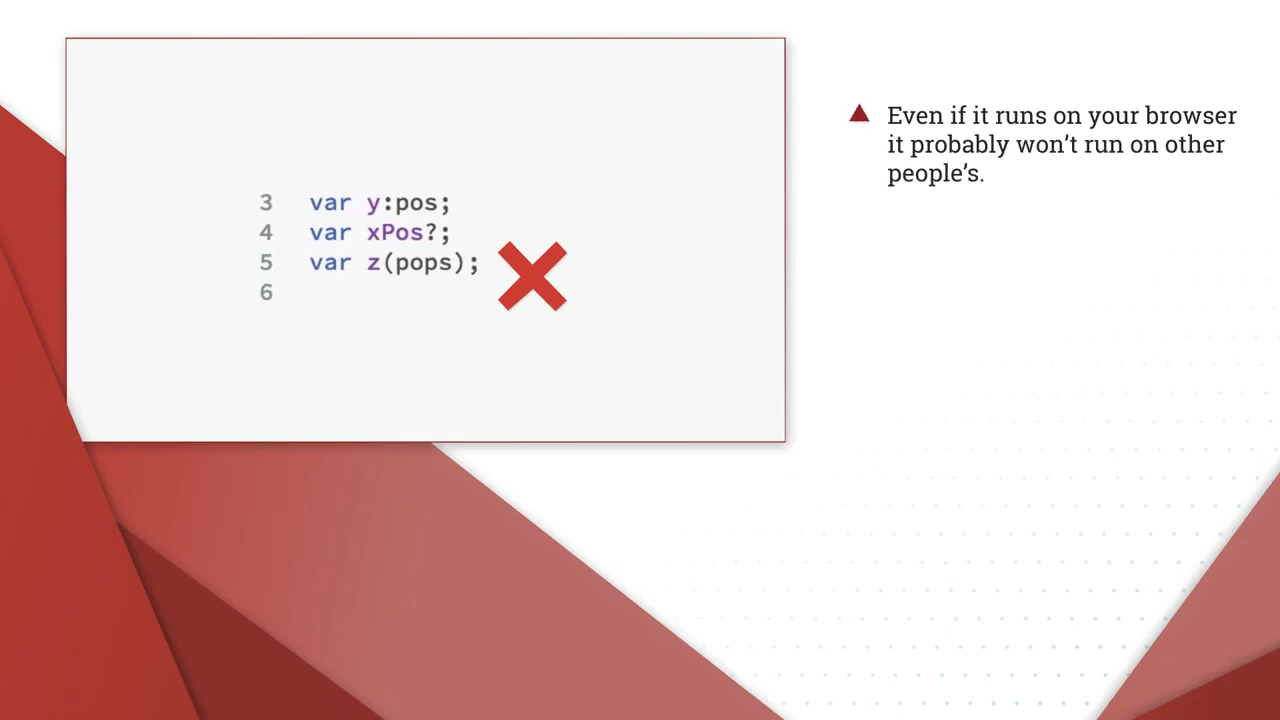 3 var y:pos;
4 var xPos?;
5 var z(pops);
6
Even if it runs on your browser
it probably won’t run on other
people’s.